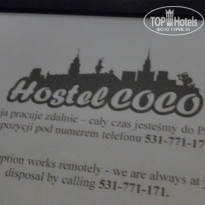 TOP Hotels
ФОТО ТУРИСТА
Hostel COCO
ja pracuje zdalnie – cały czas jesteśmy do P
pozycji pod numerem telefonu 531-771-17
ption works remotely - we are always at y
disposal by calling 531-771-171.